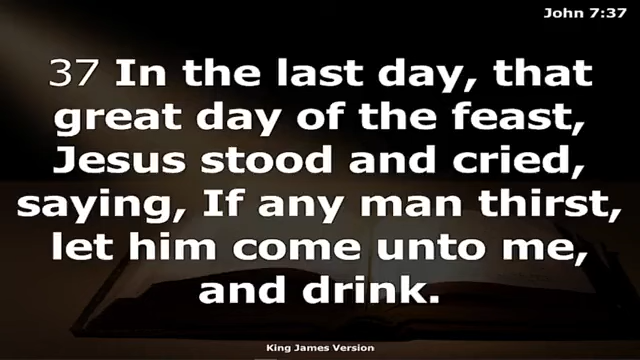 John 7:37
37 In the last day, that
great day of the feast,
Jesus stood and cried,
saying, If any man thirst,
let him come unto me,
and drink.
King James Version